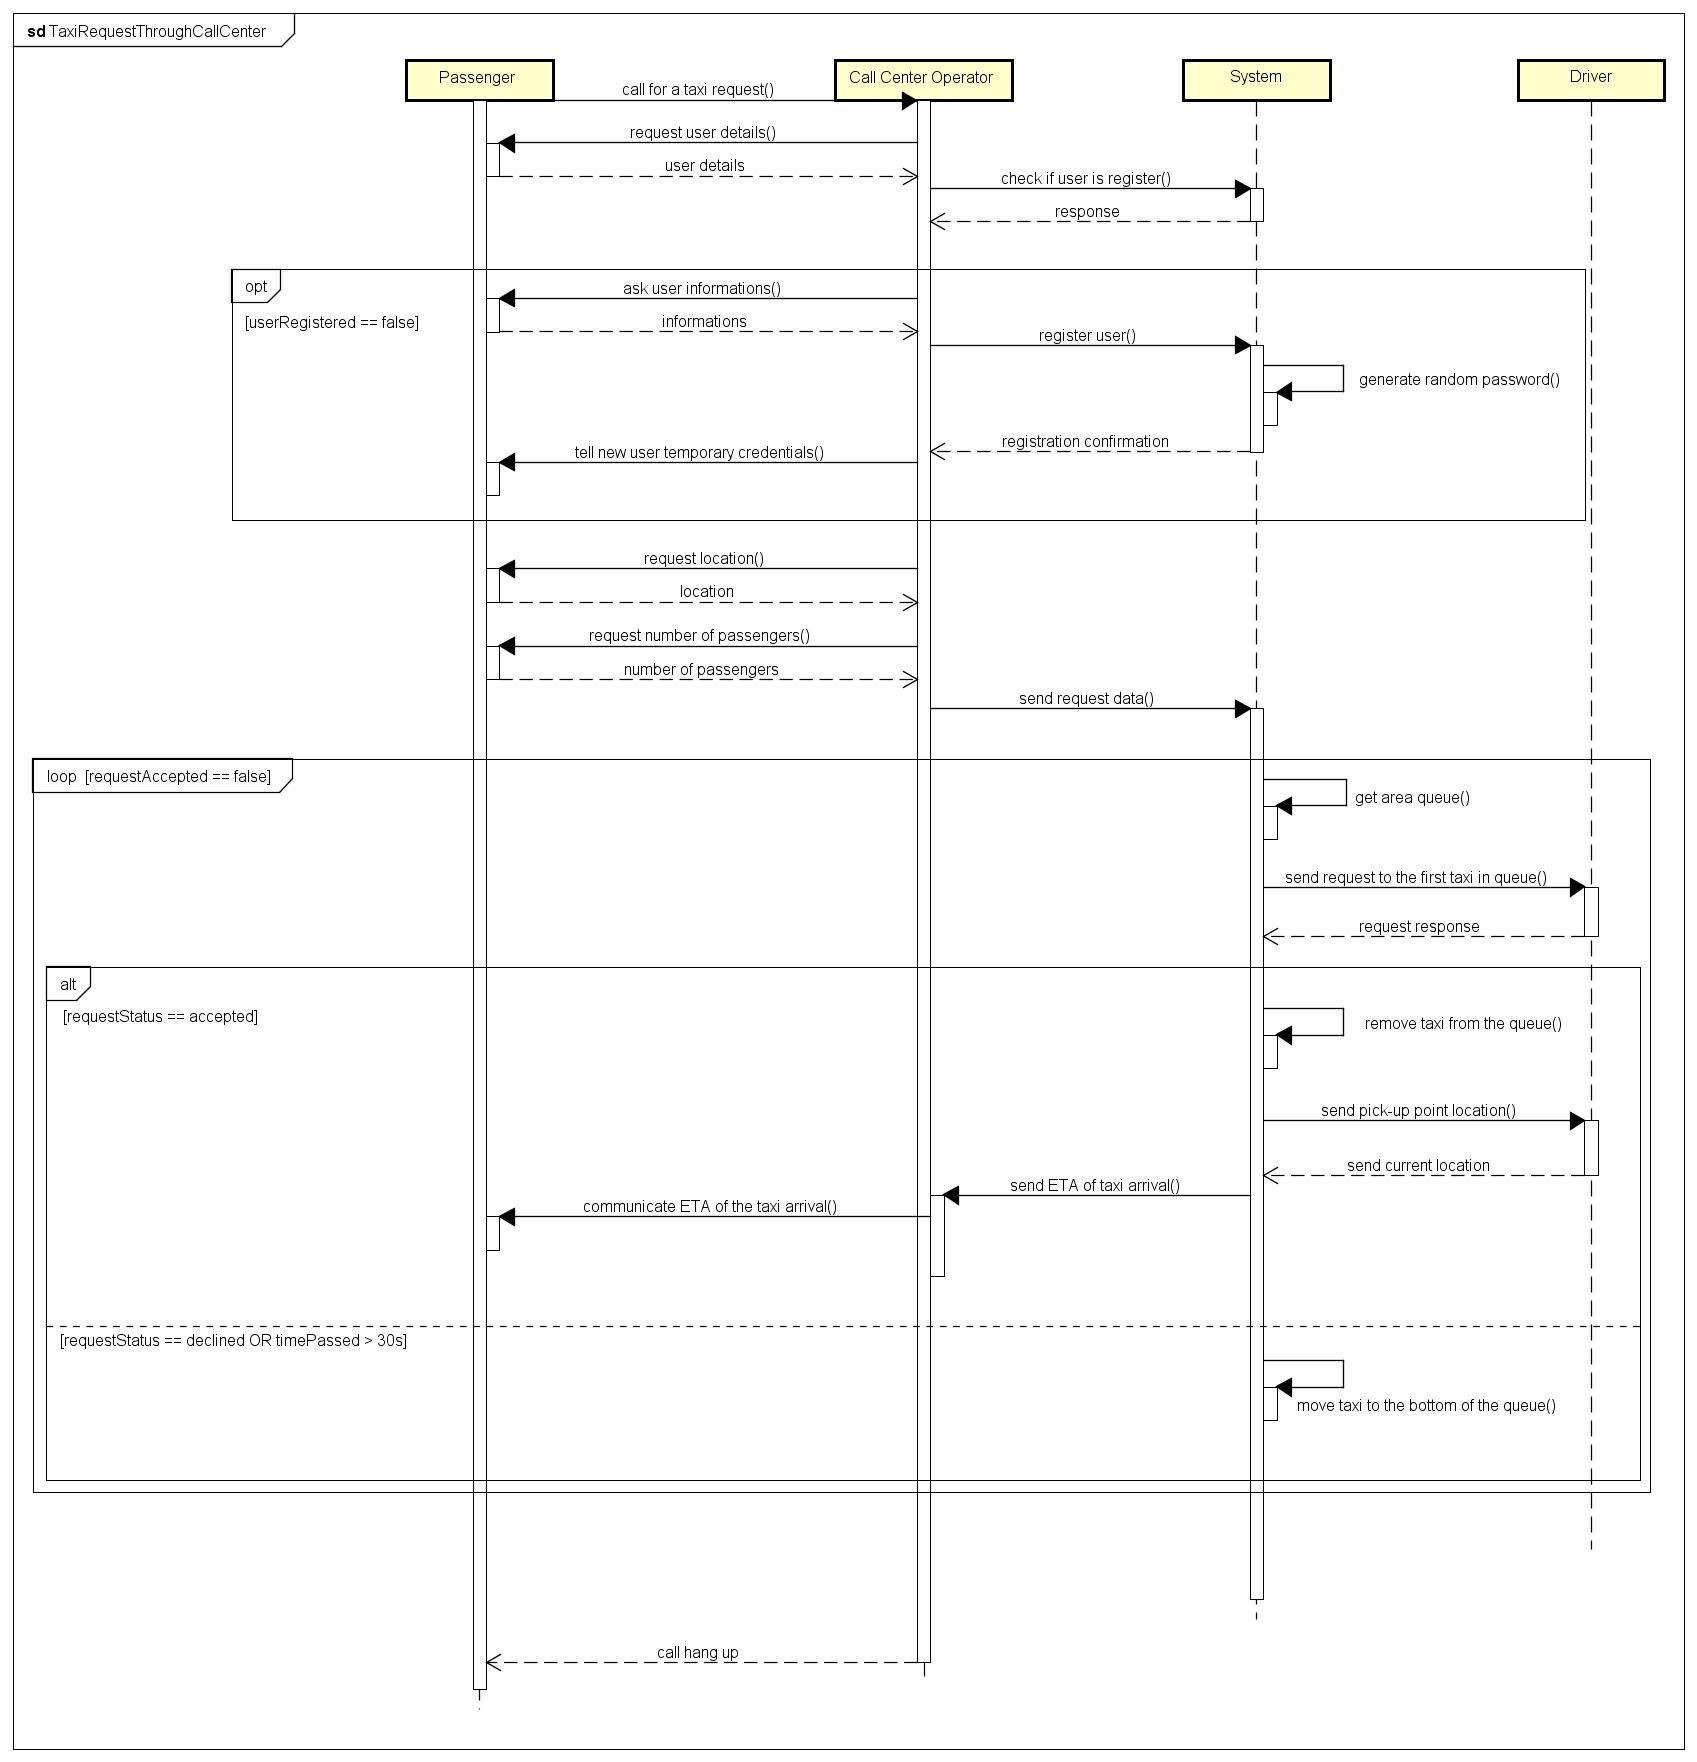 sd TaxiRequestThroughCallCenter
Passenger
Call Center Operator
System
Driver
call for a taxi request()
request user details()
user details
check if user is register()
response
opt
[userRegistered == false]
ask user informations()
informations
register user()
generate random password()
registration confirmation
tell new user temporary credentials()
request location()
location
request number of passengers()
number of passengers
send request data()
loop [requestAccepted == false]
get area queue()
send request to the first taxi in queue()
request response
alt
[requestStatus == accepted]
remove taxi from the queue()
send pick-up point location()
send current location
send ETA of taxi arrival()
communicate ETA of the taxi arrival()
[requestStatus == declined OR timePassed > 30s]
move taxi to the bottom of the queue()
call hang up